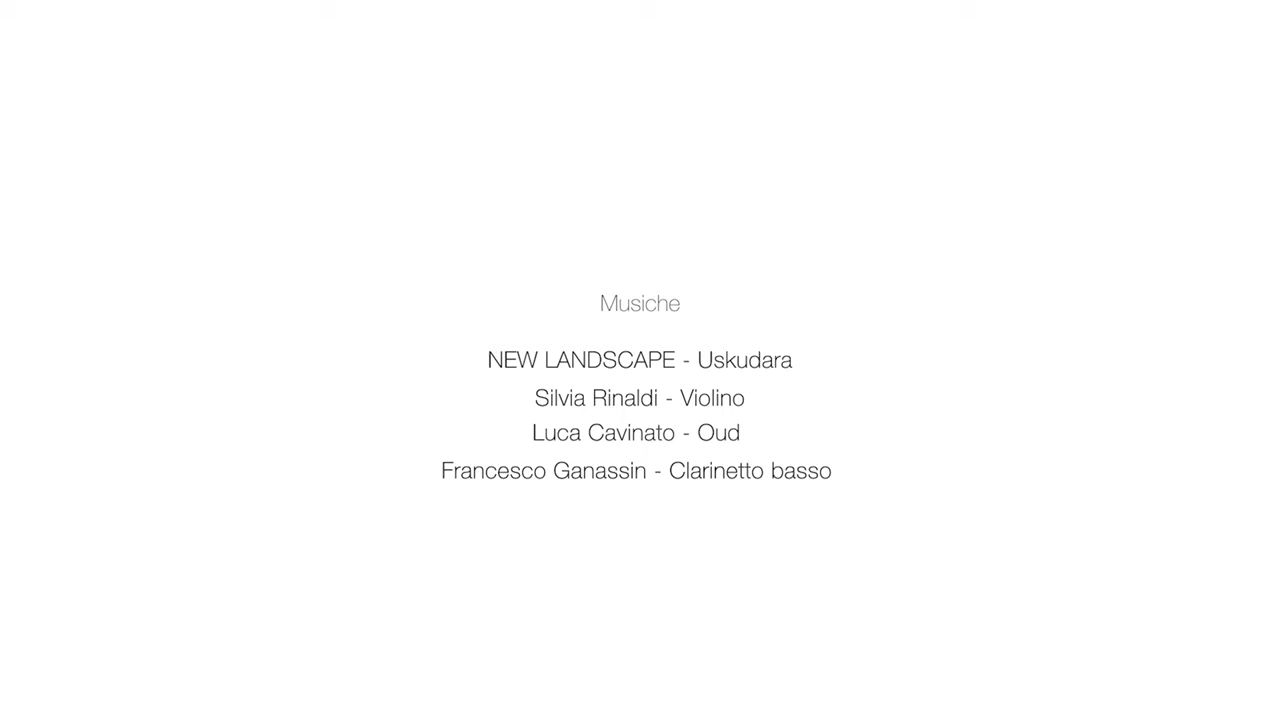 Musiche
NEW LANDSCAPE - Uskudara
Silvia Rinaldi - Violino
Luca Cavinato - Oud
Francesco Ganassin - Clarinetto basso